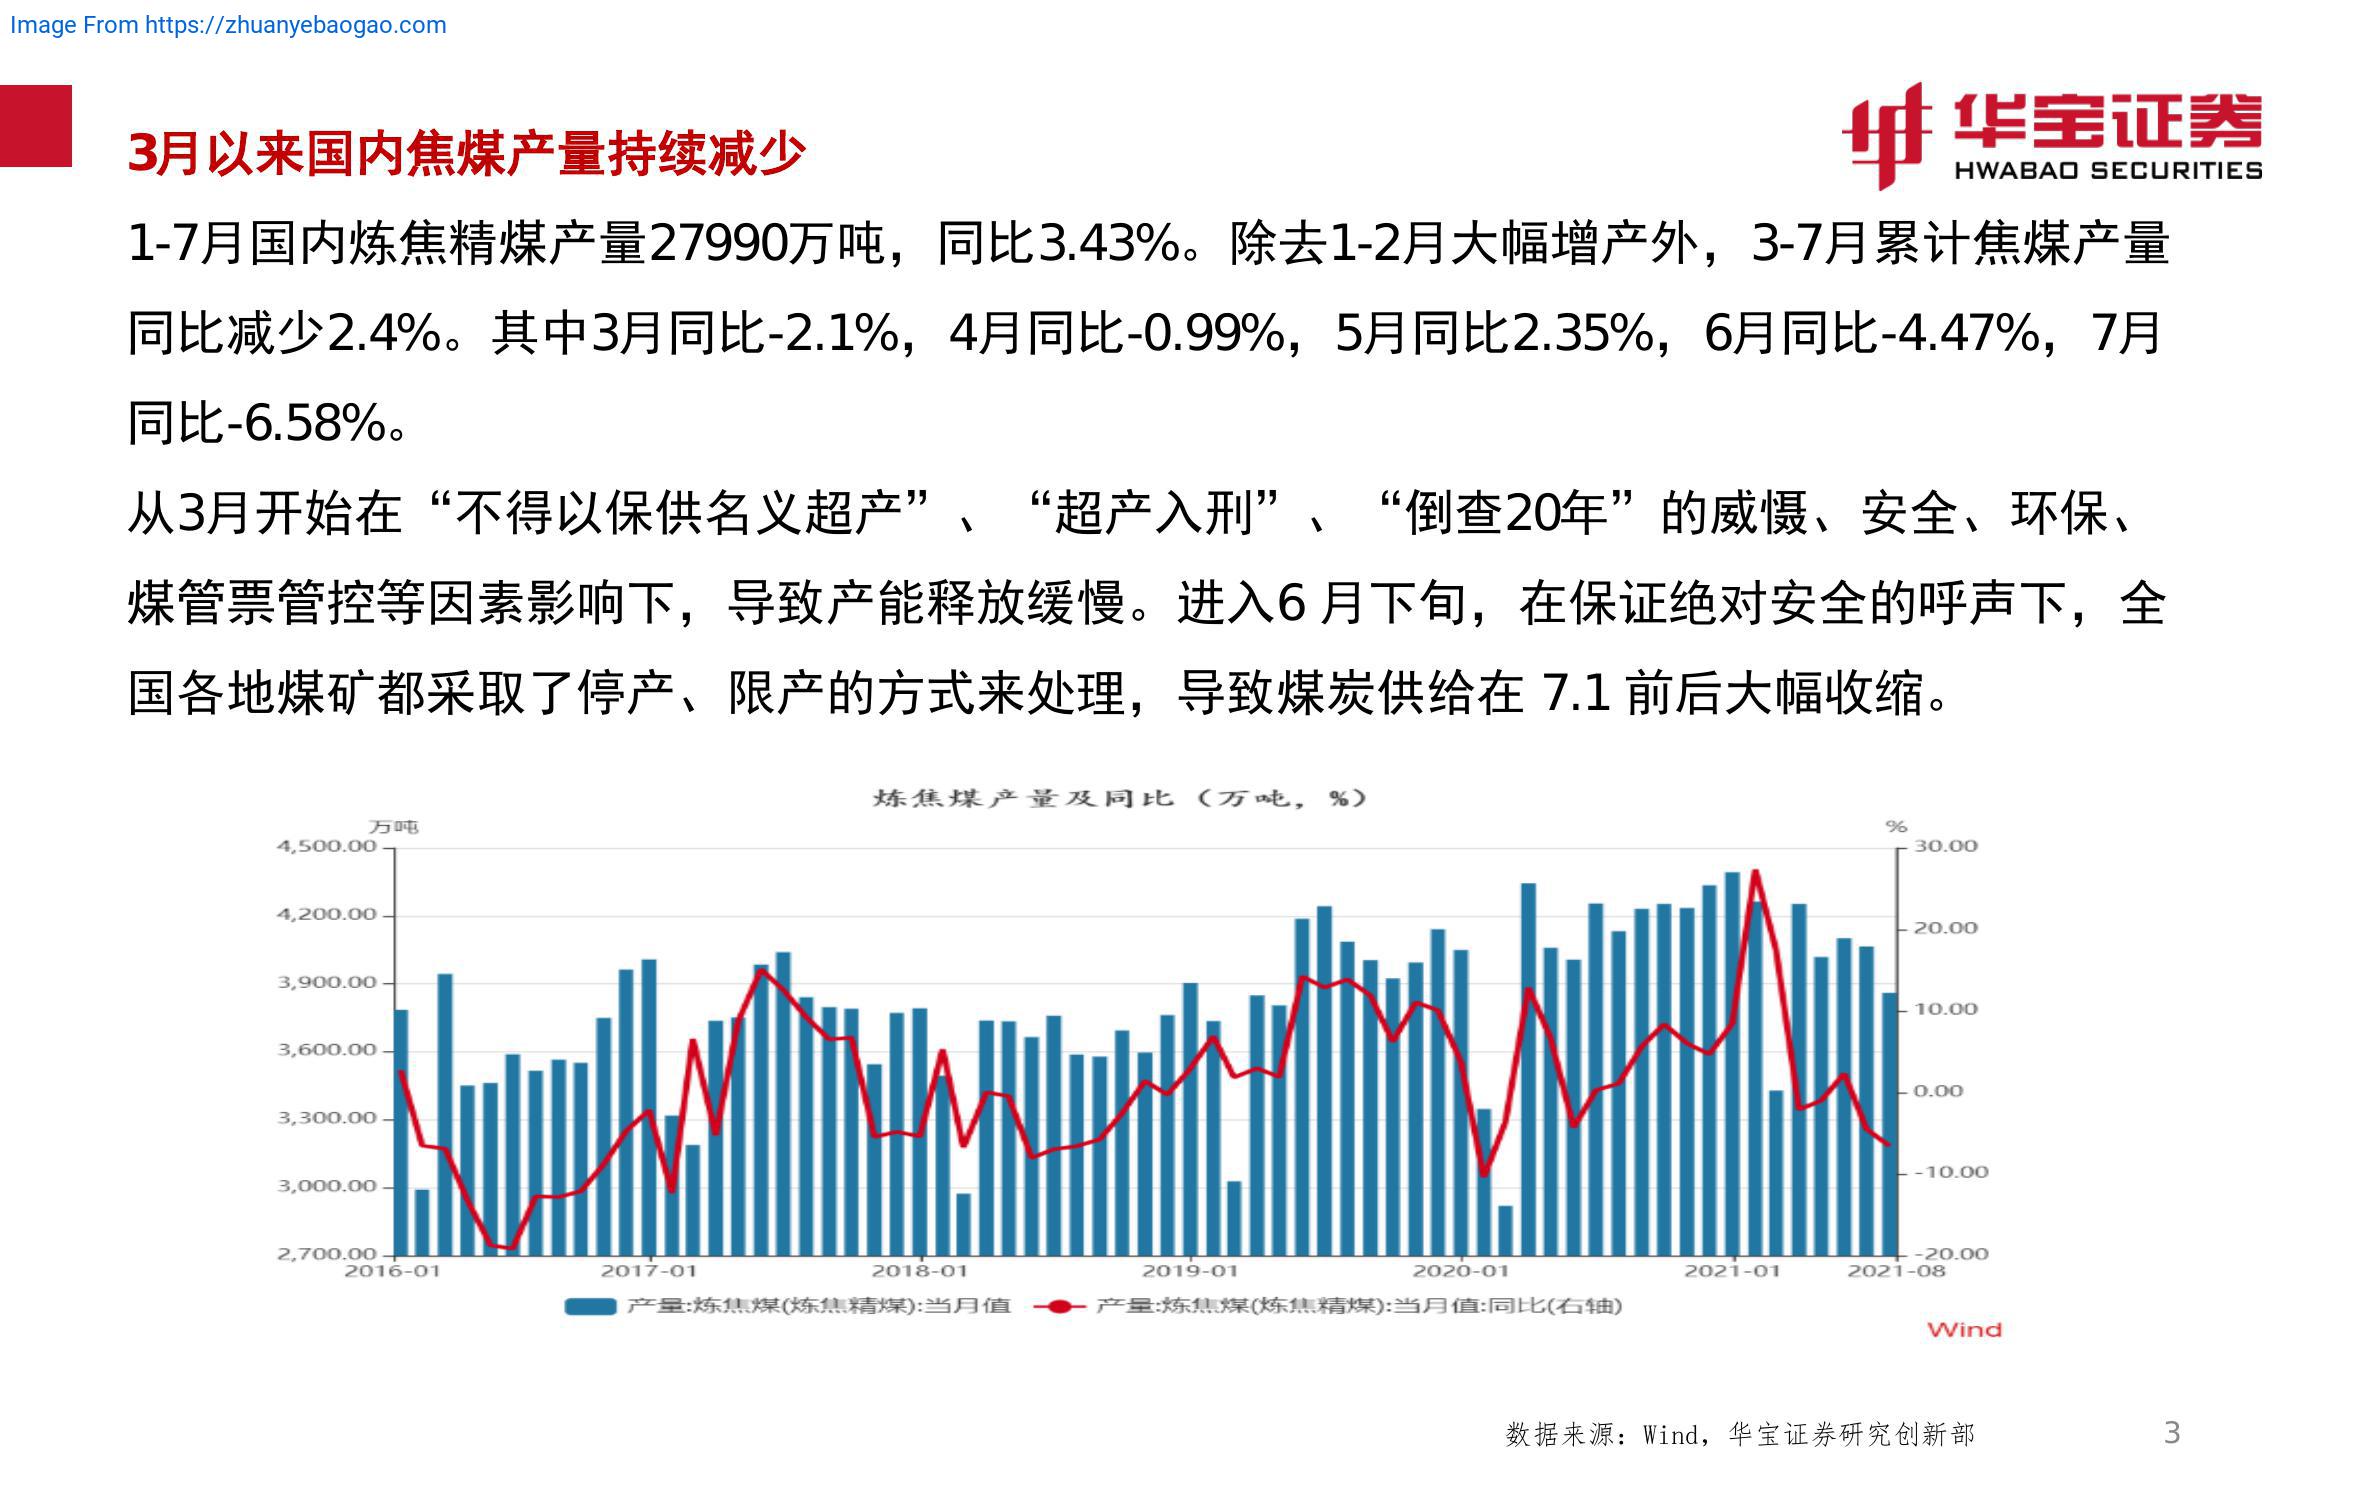 Image From https://zhuanyebaogao.com
华宝证券
HWABAO SECURITIES
3月以来国内焦煤产量持续减少
1-7月国内炼焦精煤产量27990万吨，同比3.43%。除去1-2月大幅增产外，3-7月累计焦煤产量
同比减少2.4%。其中3月同比-2.1%，4月同比-0.99%，5月同比2.35%，6月同比-4.47%，7月
同比-6.58%。
从3月开始在“不得以保供名义超产”、“超产入刑”、“倒查20年”的威慑、安全、环保、
煤管票管控等因素影响下，导致产能释放缓慢。进入6 月下旬，在保证绝对安全的呼声下，全
国各地煤矿都采取了停产、限产的方式来处理，导致煤炭供给在 7.1 前后大幅收缩。
炼焦煤产量及同比（万吨，%）
万吨 %
4,500.00 30.00
4,200.00 20.00
3,900.00 10.00
3,600.00 0.00
3,300.00 -10.00
3,000.00 -20.00
2,700.00
2016-01 2017-01 2018-01 2019-01 2020-01 2021-01 2021-08
产量:炼焦煤(炼焦精煤):当月值 产量:炼焦煤(炼焦精煤):当月值:同比(右轴)
Wind
数据来源：Wind，华宝证券研究创新部 3